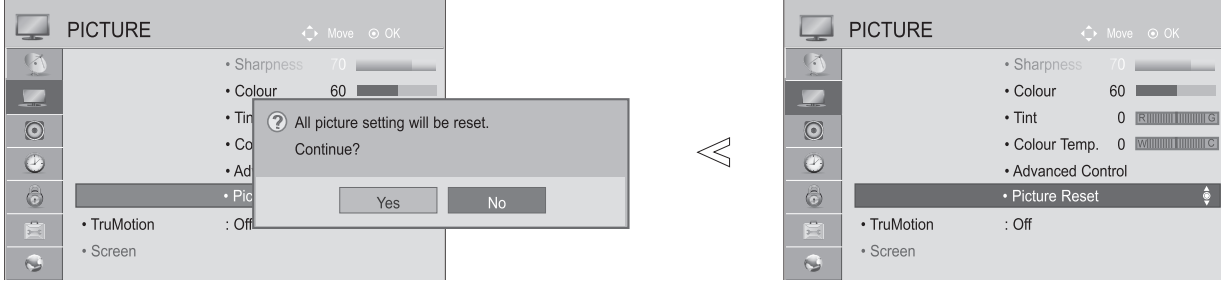 PICTURE
Move OK
• Sharpness 70
• Colour 60
• Tin
• Co
• Ad
• Pic
• TruMotion : Off
• Screen
? All picture setting will be reset.
Continue?
Yes No
PICTURE
Move OK
• Sharpness 70
• Colour 60
• Tint 0 R G
• Colour Temp. 0 W C
• Advanced Control
• Picture Reset
• TruMotion : Off
• Screen